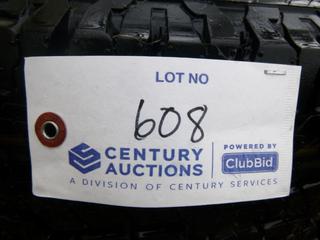 LOT NO
608
CENTURY AUCTIONS
POWERED BY
ClubBid
A DIVISION OF CENTURY SERVICES